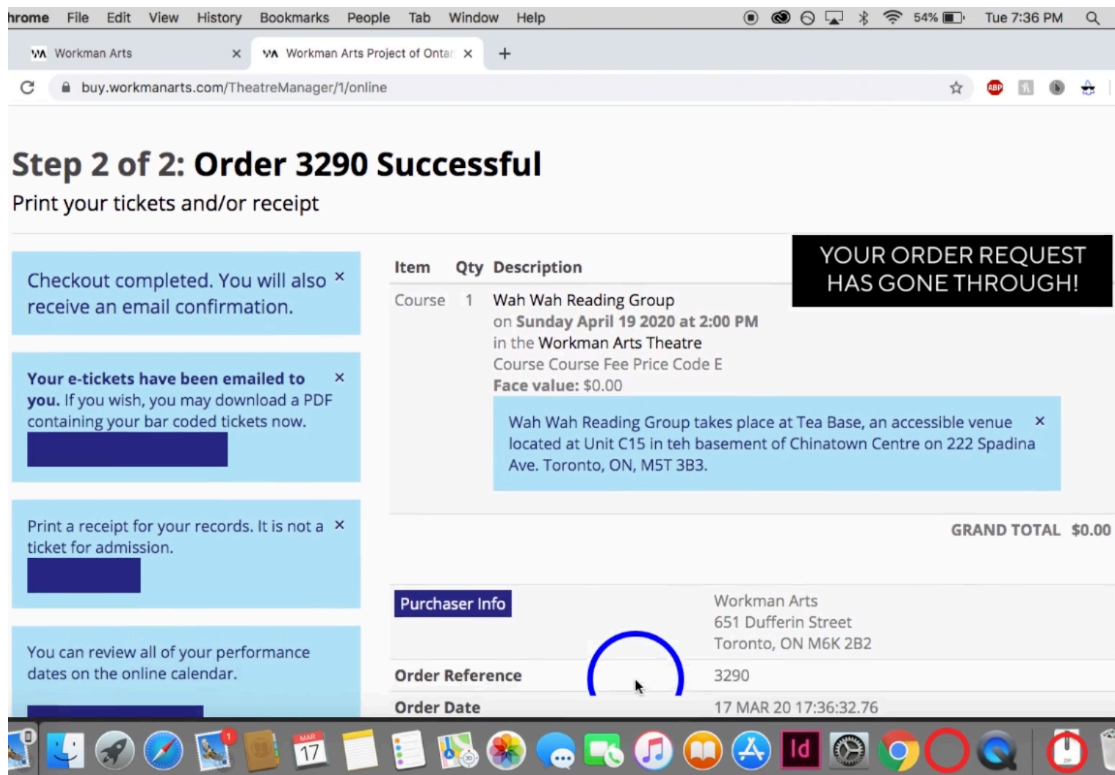 hrome File Edit View History Bookmarks People Tab Window Help 54% Tue 7:36 PM
Workman Arts × Workman Arts Project of Ontar × +
buy.workmanarts.com/TheatreManager/1/online ABP
Step 2 of 2: Order 3290 Successful
Print your tickets and/or receipt
YOUR ORDER REQUEST
HAS GONE THROUGH!
Checkout completed. You will also ×
receive an email confirmation.
Your e-tickets have been emailed to ×
you. If you wish, you may download a PDF
containing your bar coded tickets now.
Print a receipt for your records. It is not a ×
ticket for admission.
You can review all of your performance
dates on the online calendar.
Item Qty Description
Course 1 Wah Wah Reading Group
on Sunday April 19 2020 at 2:00 PM
in the Workman Arts Theatre
Course Course Fee Price Code E
Face value: $0.00
Wah Wah Reading Group takes place at Tea Base, an accessible venue ×
located at Unit C15 in teh basement of Chinatown Centre on 222 Spadina
Ave. Toronto, ON, M5T 3B3.
GRAND TOTAL $0.00
Purchaser Info Workman Arts
651 Dufferin Street
Toronto, ON M6K 2B2
Order Reference 3290
Order Date 17 MAR 20 17:36:32.76
1
MAR
17
Id